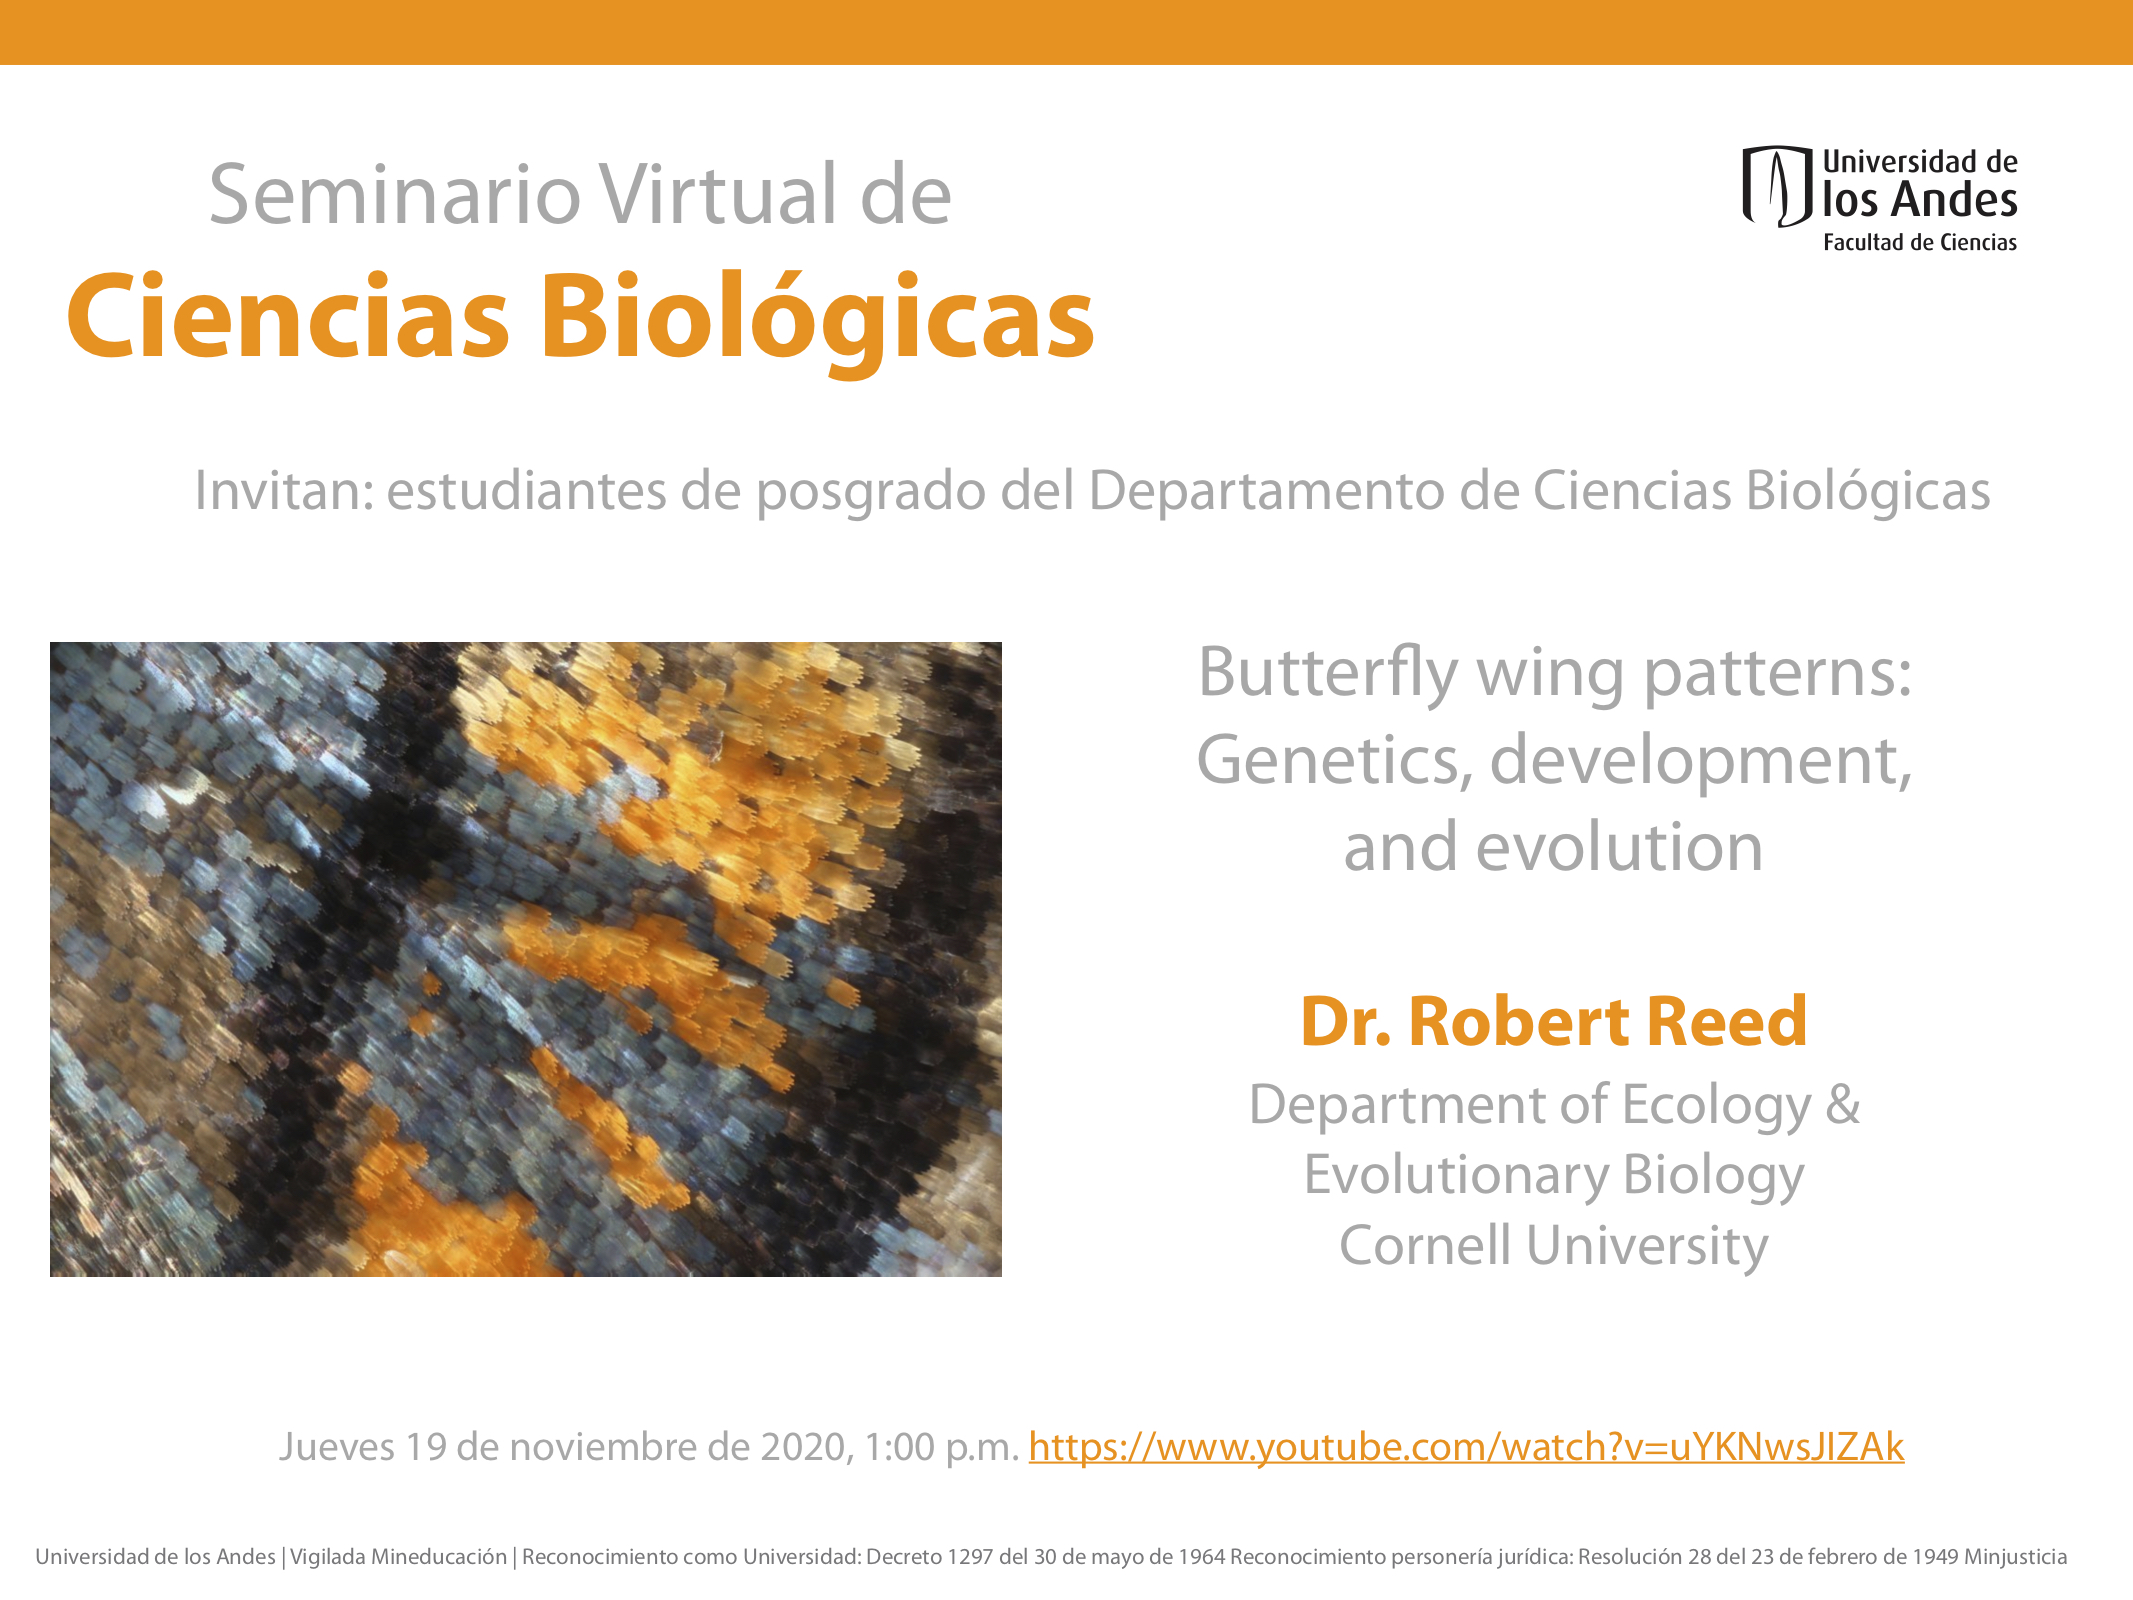 Seminario Virtual de
Ciencias Biológicas
Universidad de
los Andes
Facultad de Ciencias
Invitan: estudiantes de posgrado del Departamento de Ciencias Biológicas
Butterfly wing patterns:
Genetics, development,
and evolution
Dr. Robert Reed
Department of Ecology &
Evolutionary Biology
Cornell University
Jueves 19 de noviembre de 2020, 1:00 p.m. https://www.youtube.com/watch?v=uYKNwsJIZAk
Universidad de los Andes | Vigilada Mineducación | Reconocimiento como Universidad: Decreto 1297 del 30 de mayo de 1964 Reconocimiento personería jurídica: Resolución 28 del 23 de febrero de 1949 Minjusticia